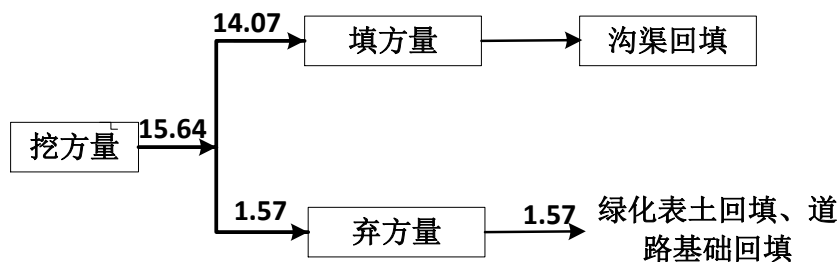 14.07
填方量
沟渠回填
挖方量
15.64
1.57
弃方量
1.57
绿化表土回填、道
路基础回填